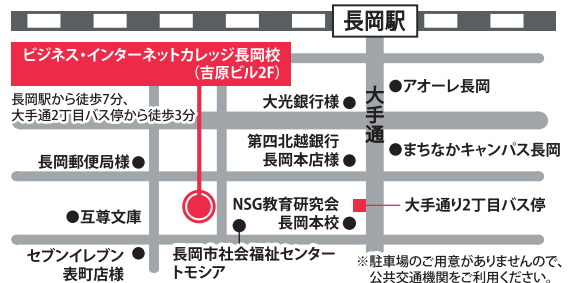 長岡駅
ビジネス・インターネットカレッジ長岡校
(吉原ビル2F)
長岡駅から徒歩7分、
大手通2丁目バス停から徒歩3分
大手通
アオーレ長岡
大光銀行様
第四北越銀行
長岡本店様
まちなかキャンパス長岡
長岡郵便局様
NSG教育研究会
長岡本校
大手通り2丁目バス停
互尊文庫
長岡市社会福祉センター
トモシア
セブンイレブン
表町店様
※駐車場のご用意がありませんので、
公共交通機関をご利用ください。